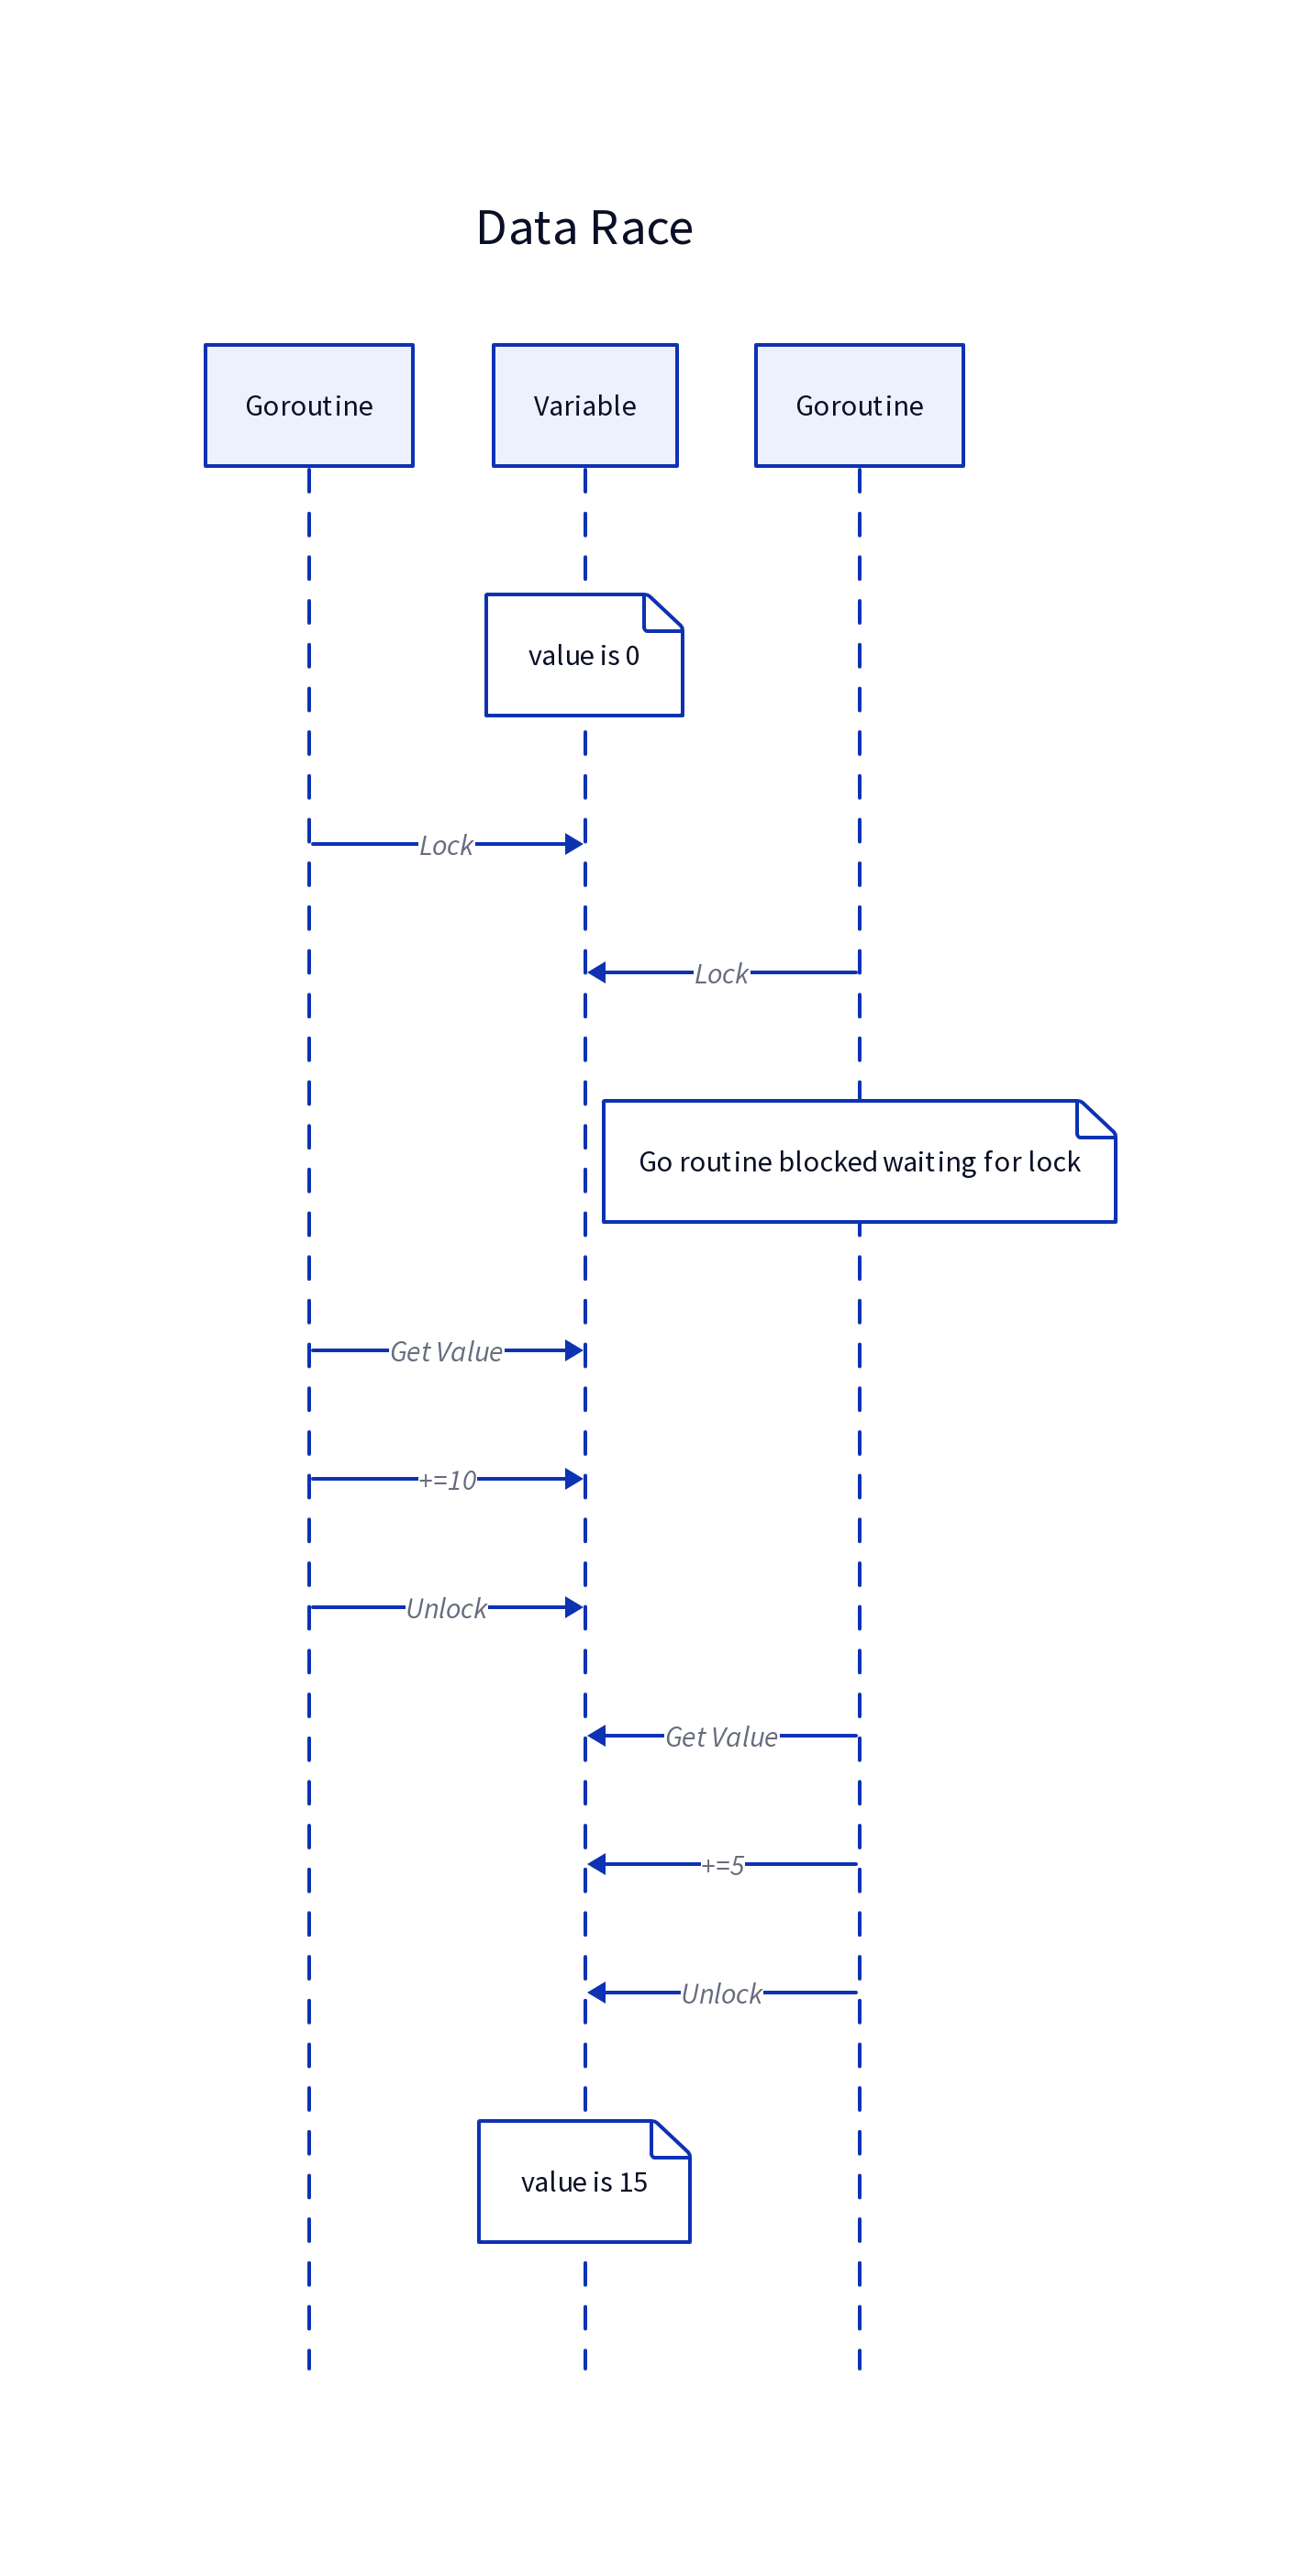 Data Race
Goroutine
Variable
Goroutine
value is 0
Lock
Lock
Go routine blocked waiting for lock
Get Value
+=10
Unlock
Get Value
+=5
Unlock
value is 15